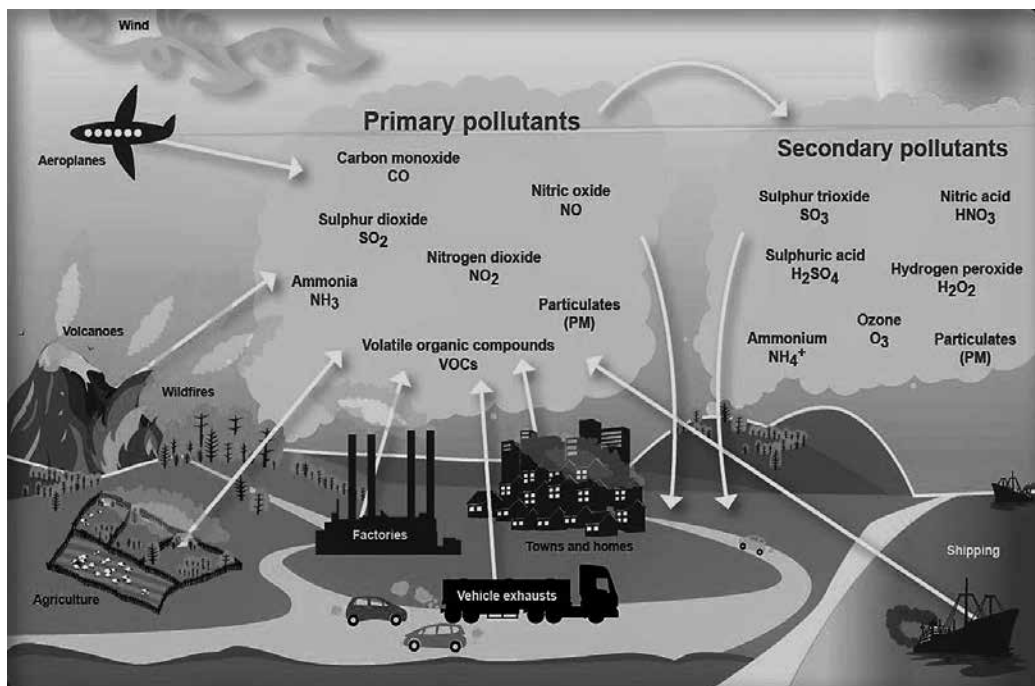 Wind
Aeroplanes
Primary pollutants
Carbon monoxide
CO
Nitric oxide
NO
Sulphur dioxide
SO2
Nitrogen dioxide
NO2
Ammonia
NH3
Particulates
(PM)
Volatile organic compounds
VOCs
Secondary pollutants
Sulphur trioxide
SO3
Nitric acid
HNO3
Sulphuric acid
H2SO4
Hydrogen peroxide
H2O2
Ozone
O3
Ammonium
NH4+
Particulates
(PM)
Volcanoes
Wildfires
Agriculture
Factories
Towns and homes
Vehicle exhausts
Shipping